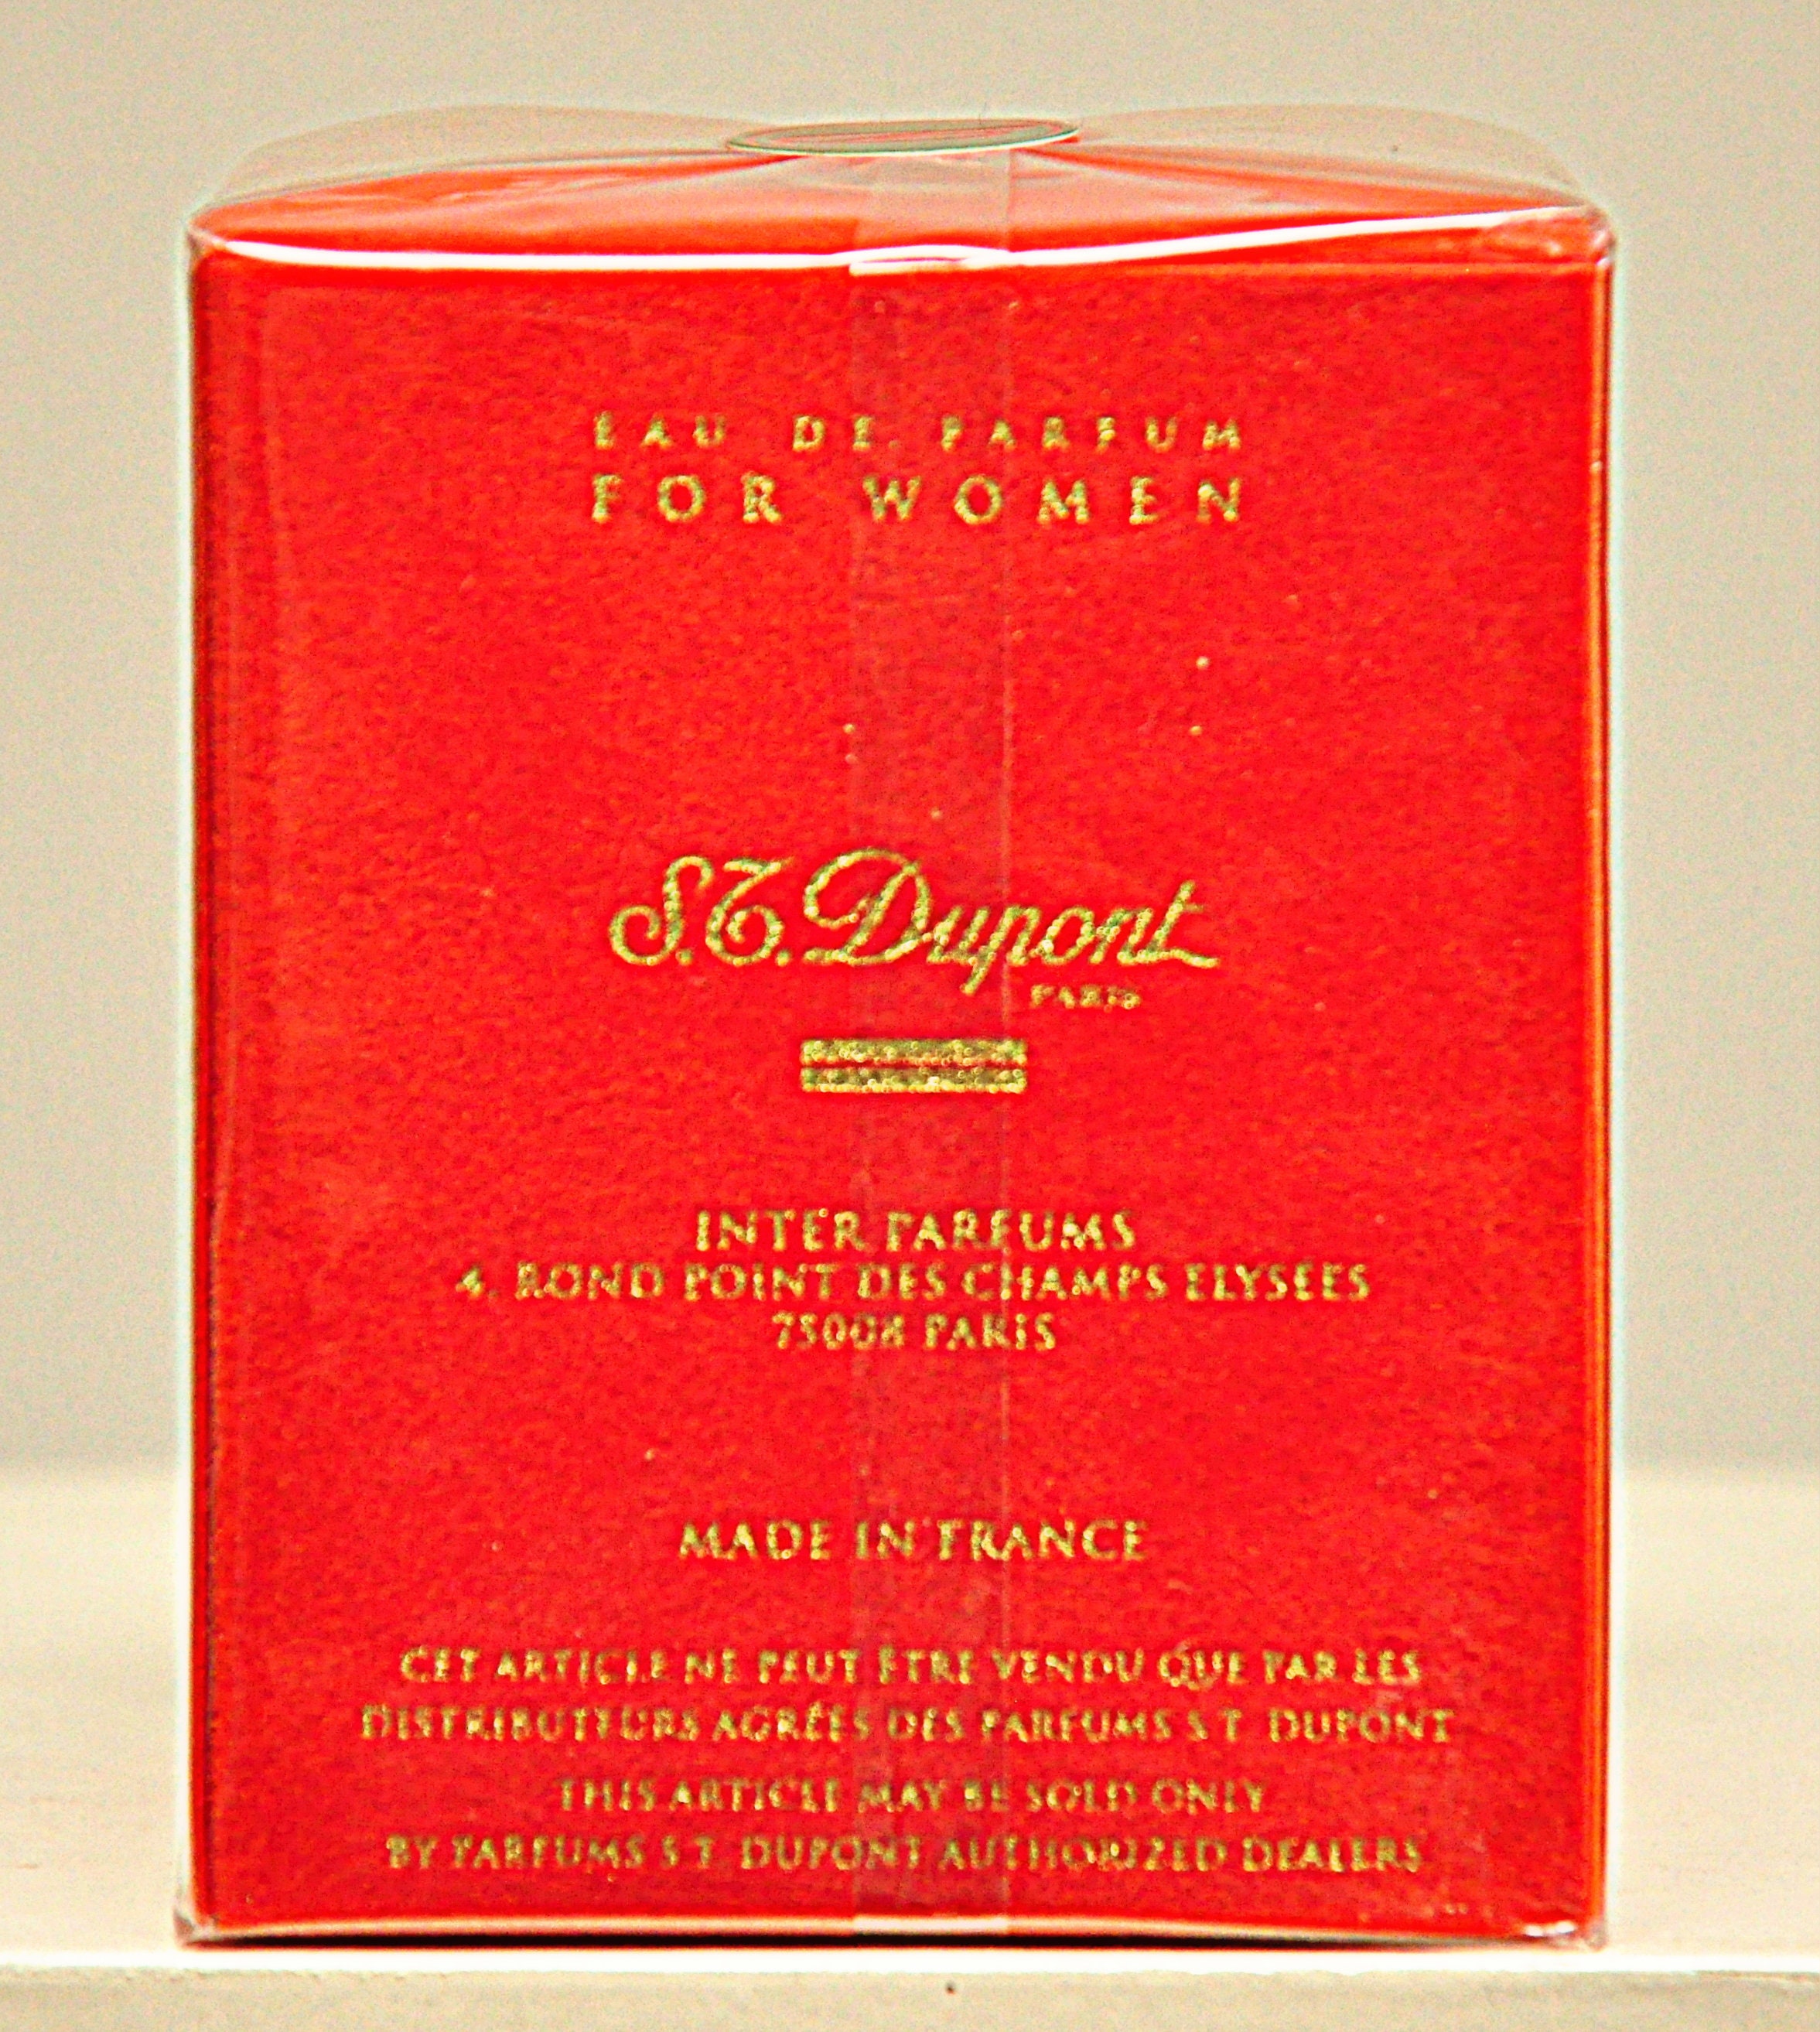 EAU DE PARFUM
FOR WOMEN
S.T. Dupont
PARIS
INTER PARFUMS
4. ROND POINT DES CHAMPS ELYSEES
75008 PARIS
MADE IN FRANCE
CET ARTICLE NE PEUT ÊTRE VENDU QUE PAR LES
DISTRIBUTEURS AGRÉÉS DES PARFUMS S T DUPONT
THIS ARTICLE MAY BE SOLD ONLY
BY PARFUMS S T DUPONT AUTHORIZED DEALERS